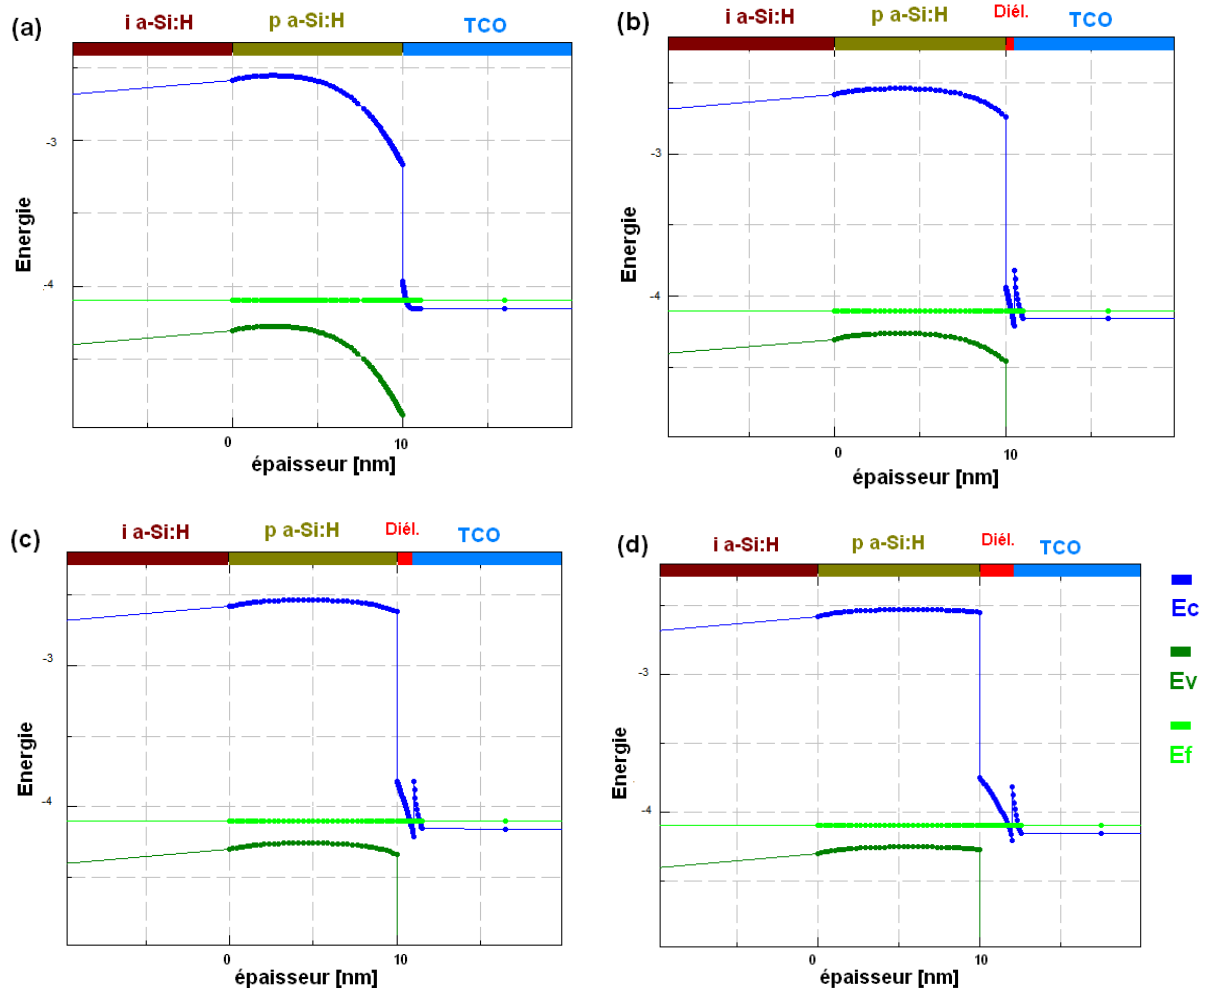 (a)
i a-Si:H p a-Si:H TCO
-3
-4
Energie
0 10
épaisseur [nm]
(b)
i a-Si:H p a-Si:H Diél. TCO
-3
-4
Energie
0 10
épaisseur [nm]
(c)
i a-Si:H p a-Si:H Diél. TCO
-3
-4
Energie
0 10
épaisseur [nm]
(d)
i a-Si:H p a-Si:H Diél. TCO
-3
-4
Energie
0 10
épaisseur [nm]
Ec
Ev
Ef